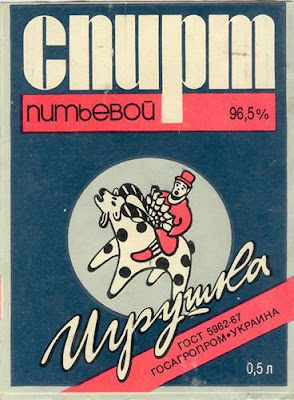 спирт
питьевой 96,5%
Игрушка
ГОСТ 5962-67
ГОСАГРОПРОМ•УКРАИНА
0,5 л